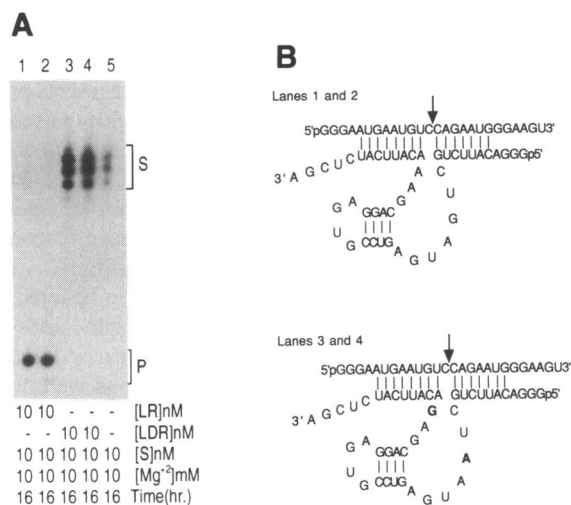 A
1 2 3 4 5
S
P
10 10 - - - [LR]nM
- - 10 10 - [LDR]nM
10 10 10 10 10 [S]nM
10 10 10 10 10 [Mg⁺²]mM
16 16 16 16 16 Time(hr.)
B
Lanes 1 and 2
5'pGGGAAUGAAUGUCCAGAAUGGGAAGU3'
3' A G C U C UACUUACA GUCUUACAGGGp5'
A C
A U
G
A G
G GGAC
U A
G CCUG
A U
G
Lanes 3 and 4
5'pGGGAAUGAAUGUCCAGAAUGGGAAGU3'
3' A G C U C UACUUACA GUCUUACAGGGp5'
G C
A U
G
A A
G GGAC
U A
G CCUG
A U
G